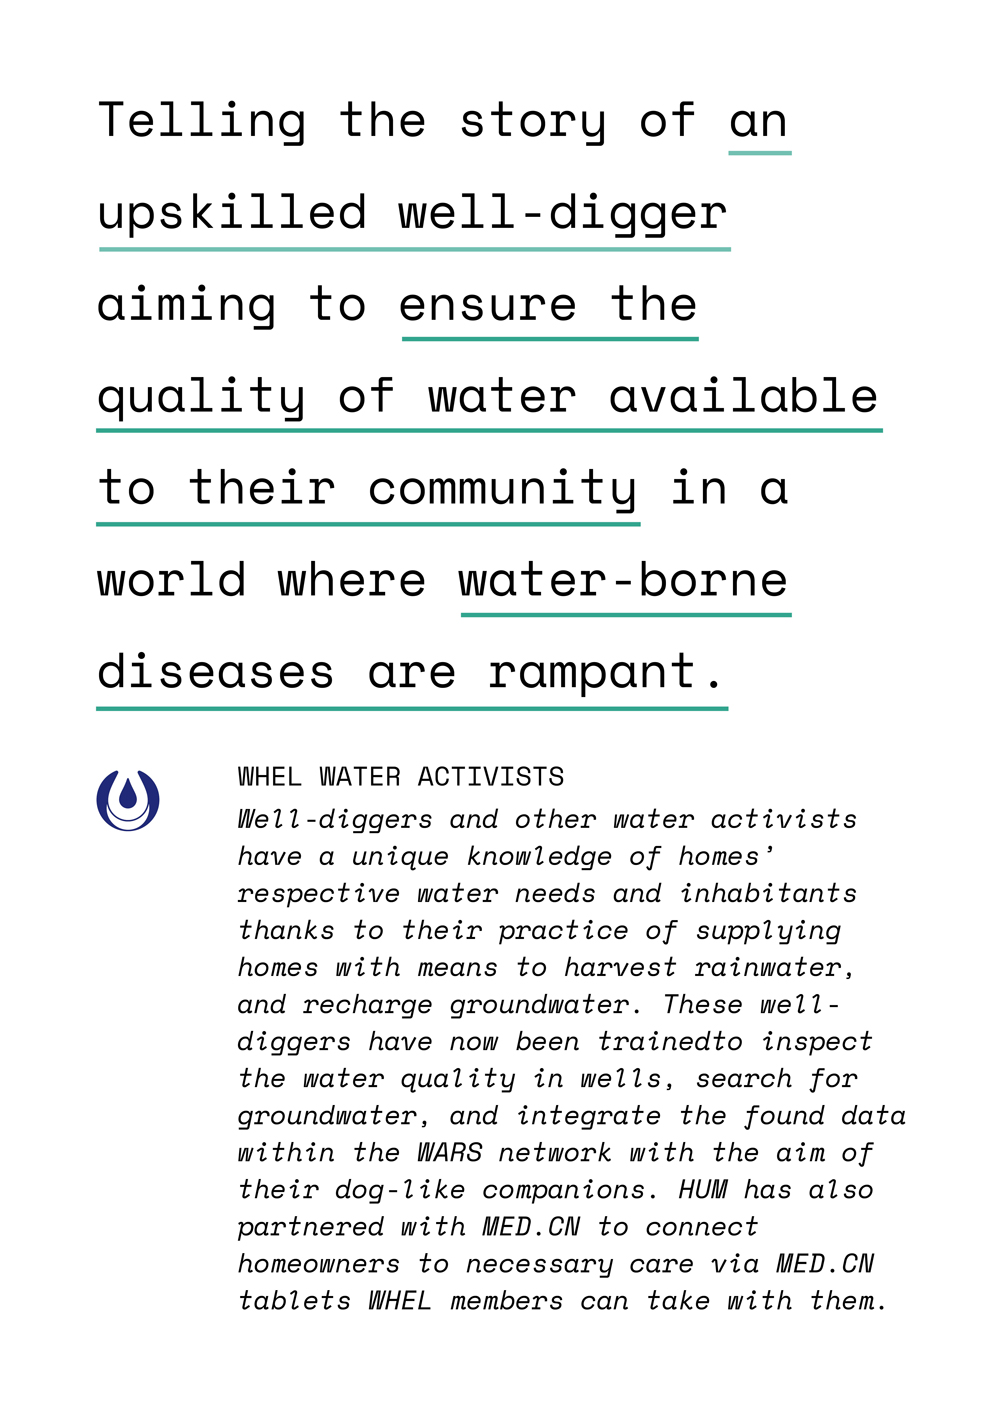 Telling the story of an
upskilled well-digger
aiming to ensure the
quality of water available
to their community in a
world where water-borne
diseases are rampant.
WHEL WATER ACTIVISTS
Well-diggers and other water activists
have a unique knowledge of homes’
respective water needs and inhabitants
thanks to their practice of supplying
homes with means to harvest rainwater,
and recharge groundwater. These well-
diggers have now been trainedto inspect
the water quality in wells, search for
groundwater, and integrate the found data
within the WARS network with the aim of
their dog-like companions. HUM has also
partnered with MED.CN to connect
homeowners to necessary care via MED.CN
tablets WHEL members can take with them.